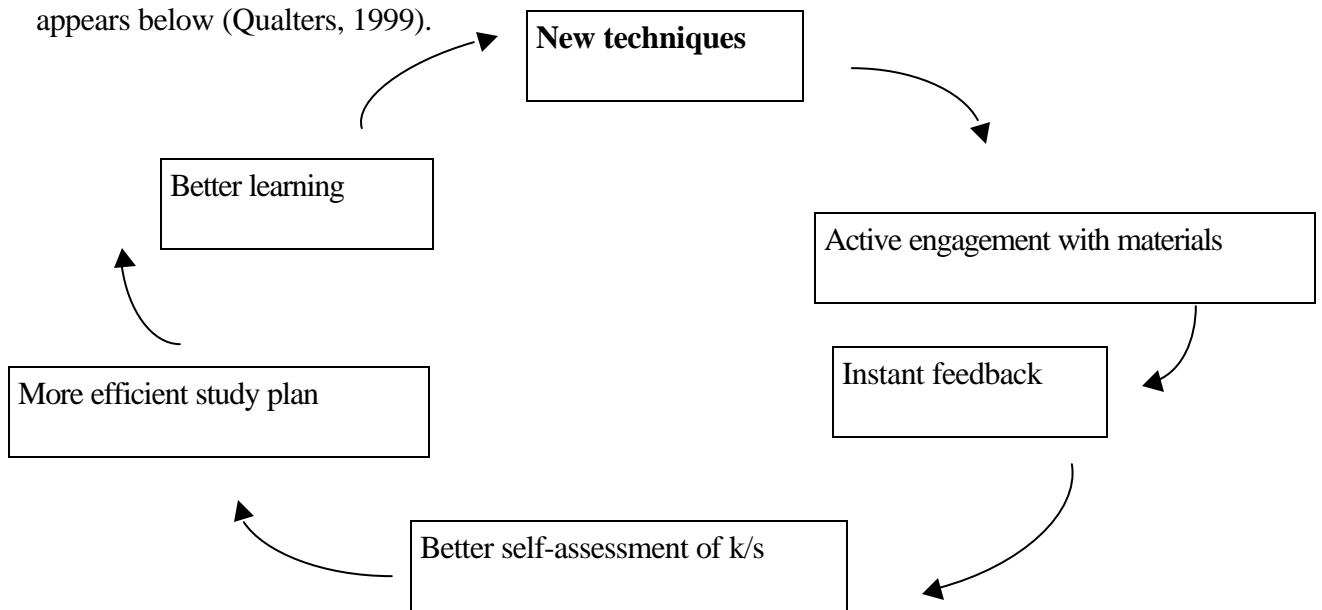 appears below (Qualters, 1999).
New techniques
Better learning
Active engagement with materials
Instant feedback
More efficient study plan
Better self-assessment of k/s